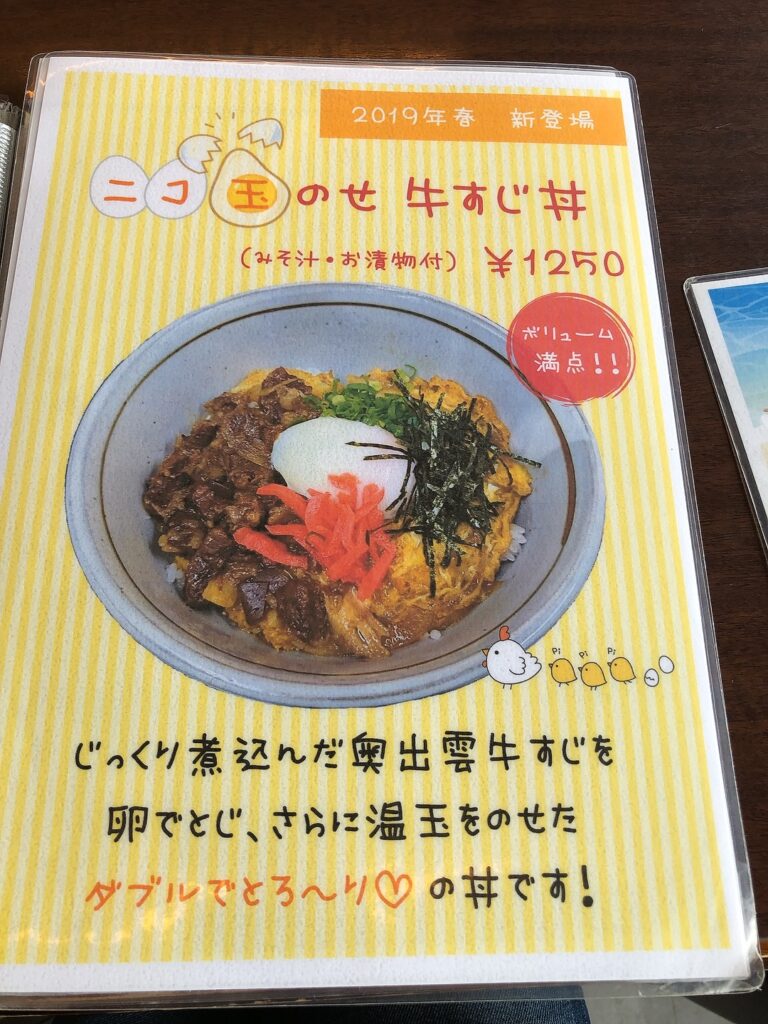 2019年春 新登場
ニコ玉のせ 牛すじ丼
(みそ汁・お漬物付) ¥1250
ボリューム
満点!!
Pi Pi Pi
じっくり煮込んだ奥出雲牛すじを
卵でとじ、さらに温玉をのせた
ダブルでとろ〜り♡の丼です!